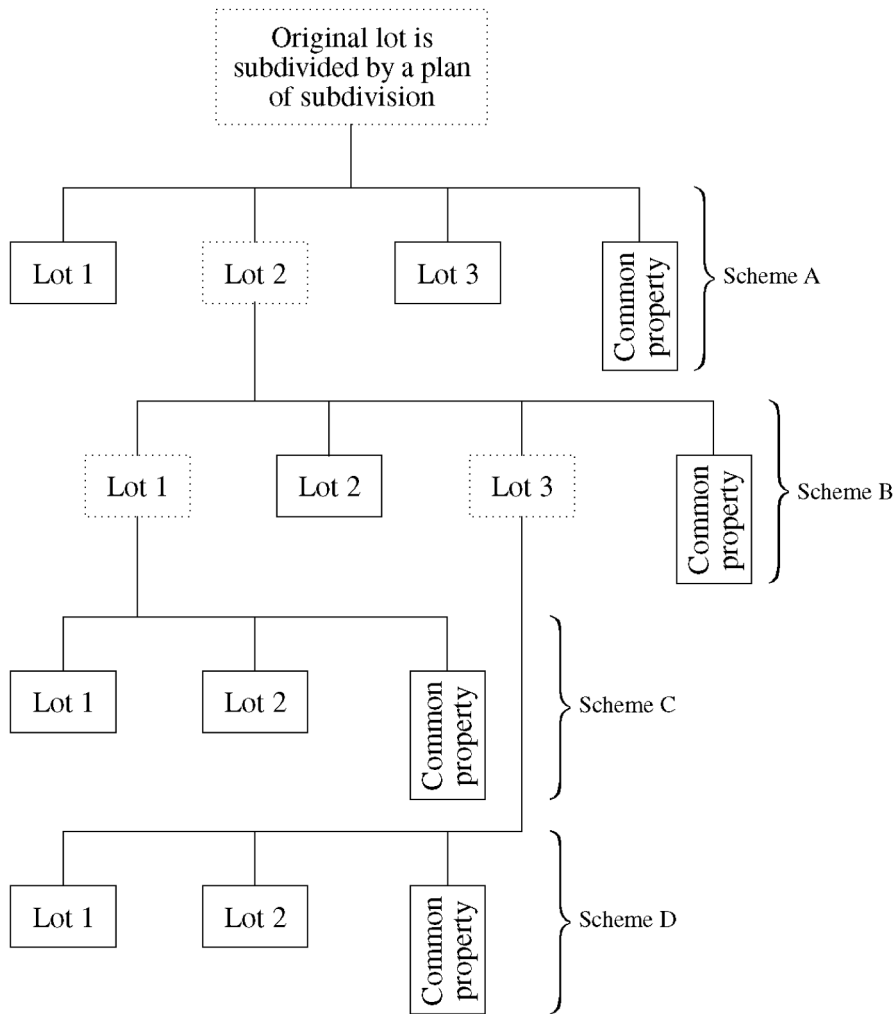 Original lot is
subdivided by a plan
of subdivision
Lot 1
Lot 2
Lot 3
Common
property
Scheme A
Lot 1
Lot 2
Lot 3
Common
property
Scheme B
Lot 1
Lot 2
Common
property
Scheme C
Lot 1
Lot 2
Common
property
Scheme D